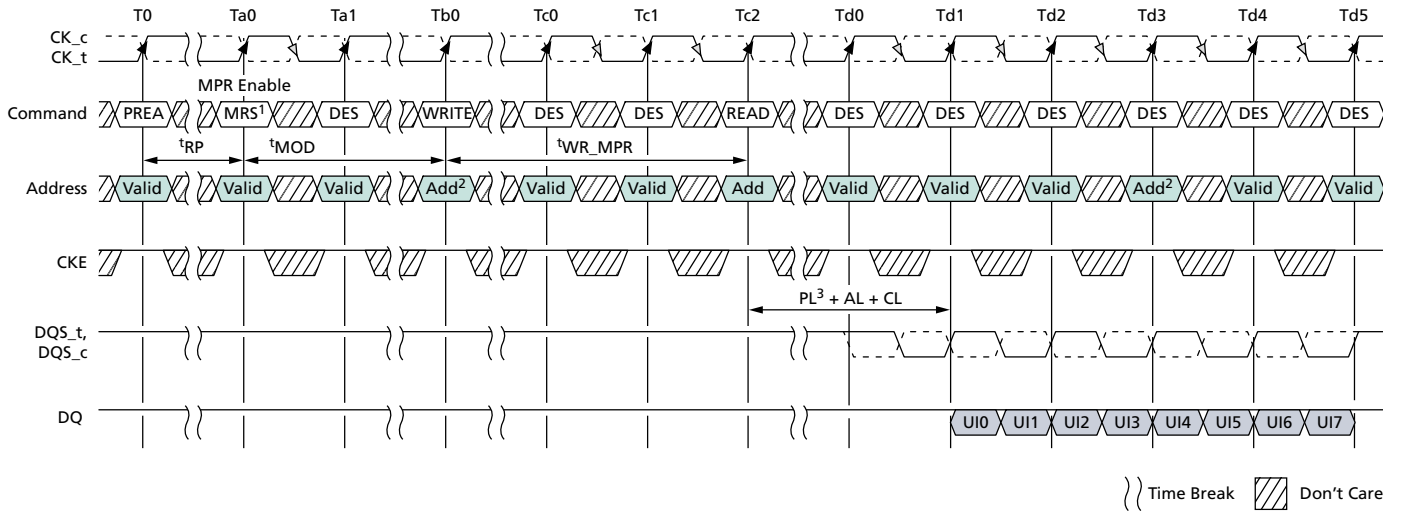 T0 Ta0 Ta1 Tb0 Tc0 Tc1 Tc2 Td0 Td1 Td2 Td3 Td4 Td5
CK_c
CK_t
MPR Enable
Command PREA MRS¹ DES WRITE DES DES READ DES DES DES DES DES DES
tRP tMOD tWR_MPR
Address Valid Valid Valid Add² Valid Valid Add Valid Valid Valid Add² Valid Valid
CKE
PL³ + AL + CL
DQS_t,
DQS_c
DQ UI0 UI1 UI2 UI3 UI4 UI5 UI6 UI7
Time Break Don't Care